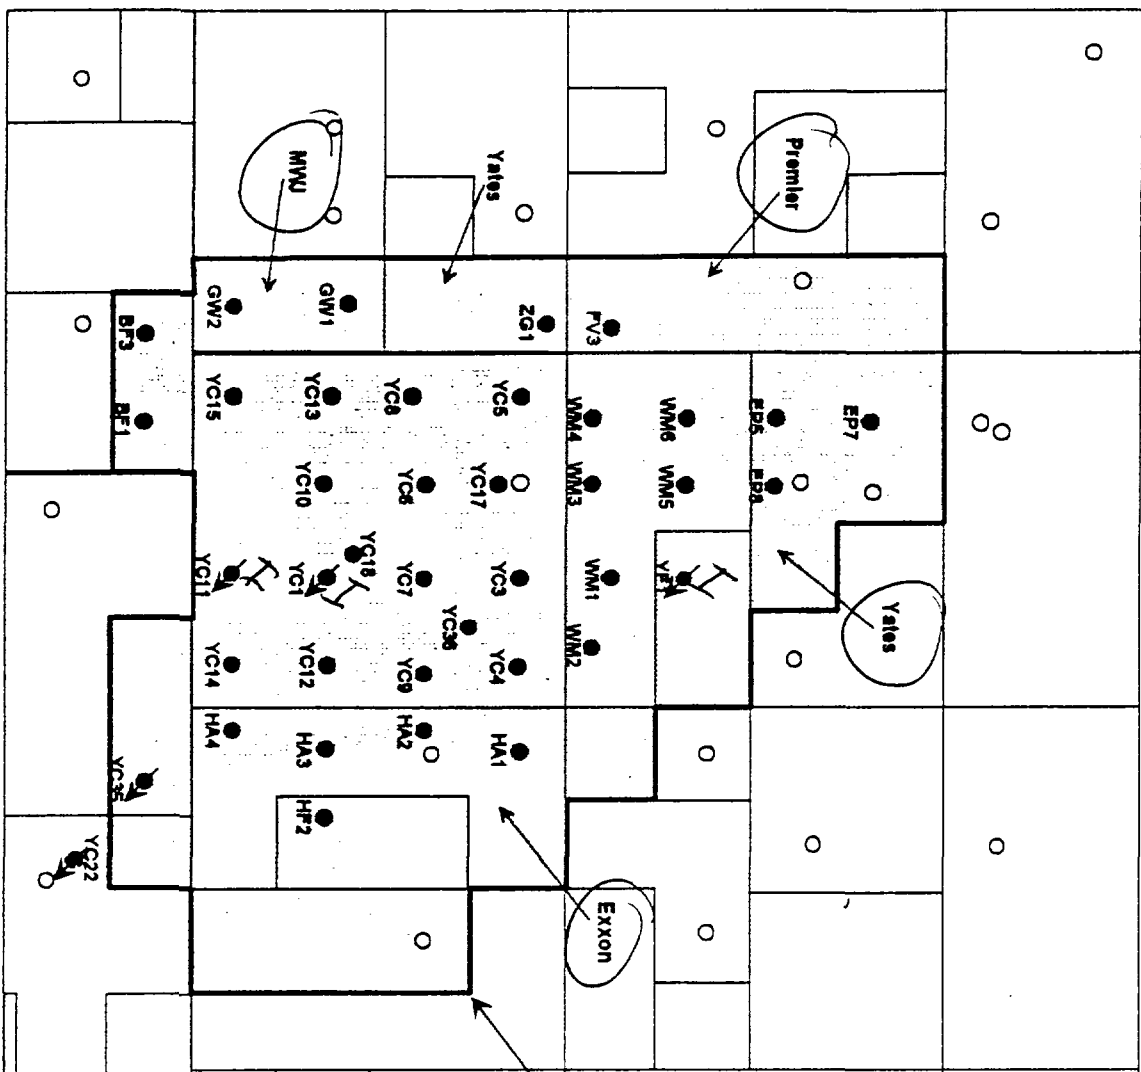 Yates
EP7
Premier
EP5
EP8
I
WM6
WM5
YF1
Exxon
FV3
WM4
WM3
WM1
WM2
ZG1
Yates
YC5
YC17
YC3
YC4
HA1
YC36
YC8
YC6
YC7
YC9
HA2
YC18
I
GW1
YC13
YC10
YC1
YC12
HA3
HF2
MWJ
I
GW2
YC15
YC11
YC14
HA4
BF3
BF1
YC35
YC22